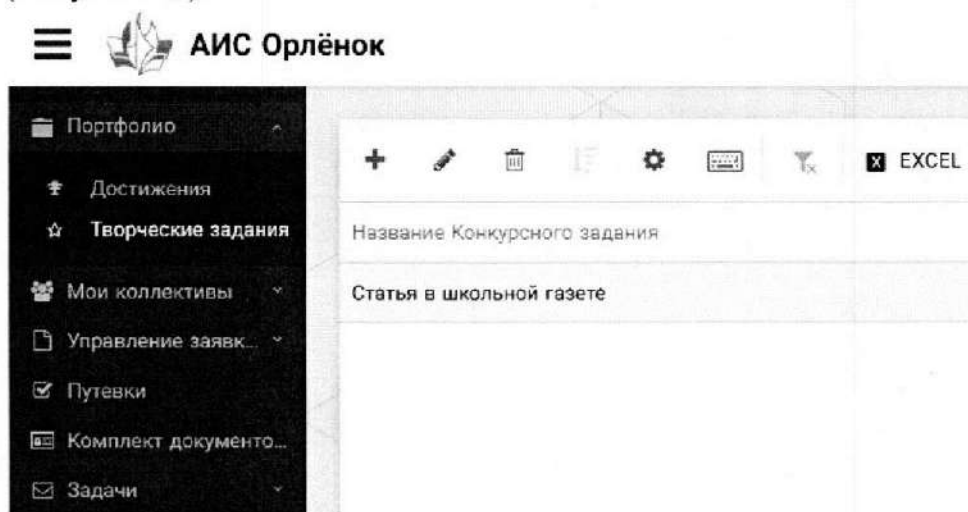 АИС Орлёнок
Портфолио
Достижения
Творческие задания
Мои коллективы
Управление заявк...
Путевки
Комплект документо...
Задачи
EXCEL
Название Конкурсного задания
Статья в школьной газете